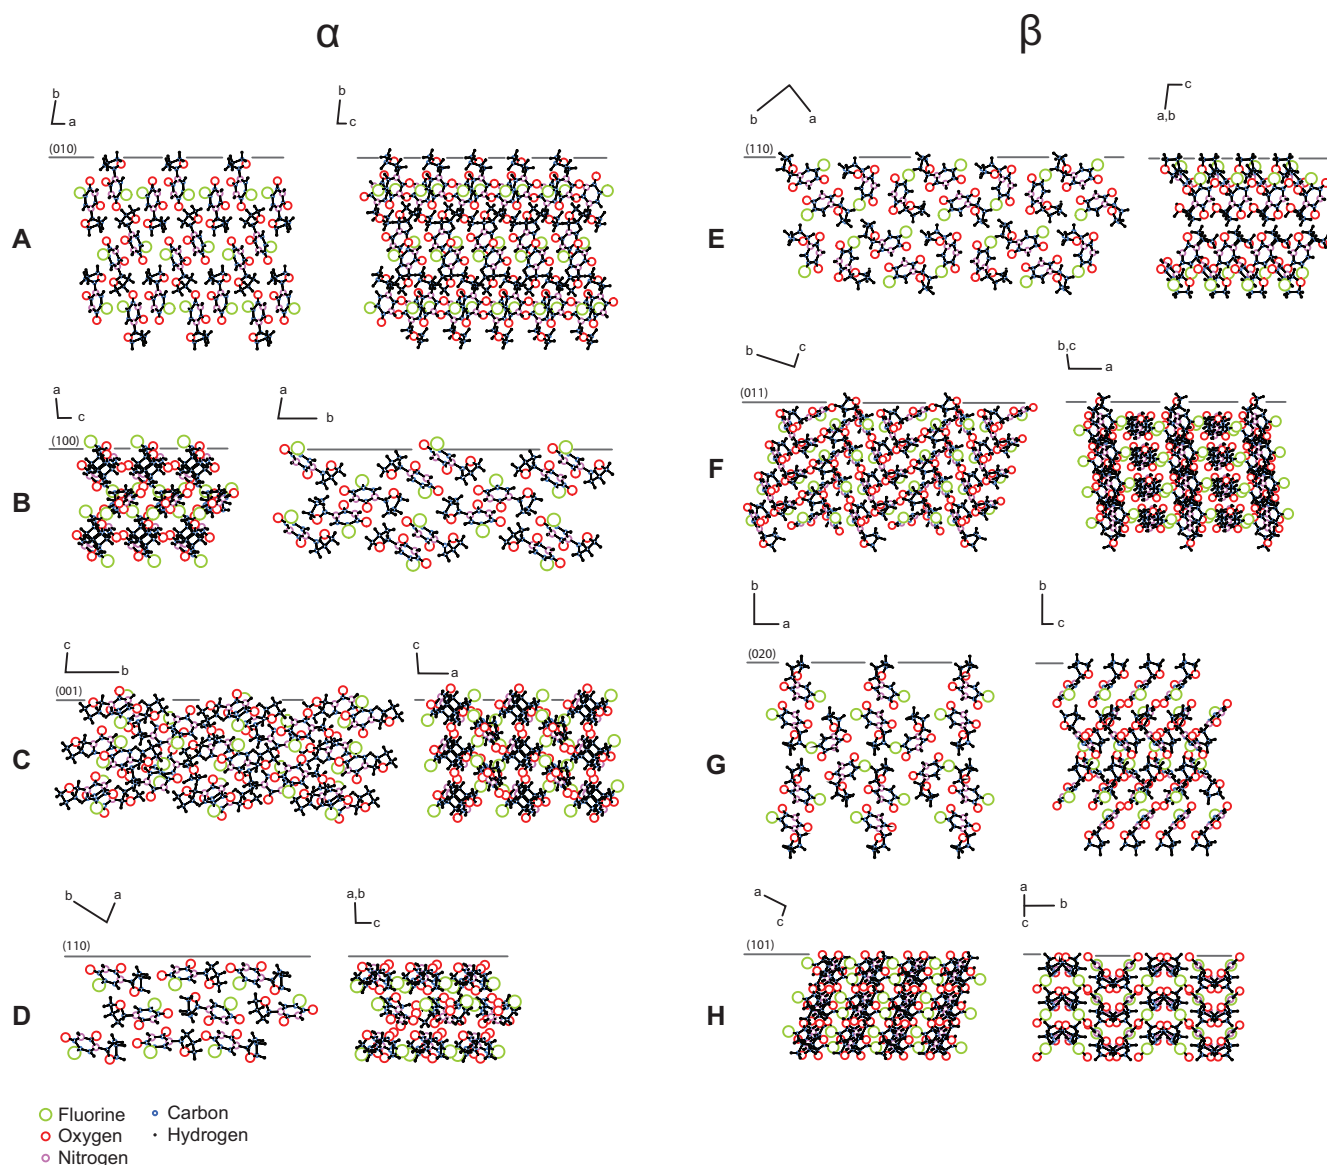 α
β
b
a
(010)
b
c
A
b
a
(110)
c
a,b
E
a
c
(100)
a
b
B
b
c
(011)
b,c
a
F
c
b
(001)
c
a
C
b
a
(020)
b
c
G
b
a
(110)
a,b
c
D
a
c
(101)
a
b
c
H
Fluorine
Carbon
Oxygen
Hydrogen
Nitrogen